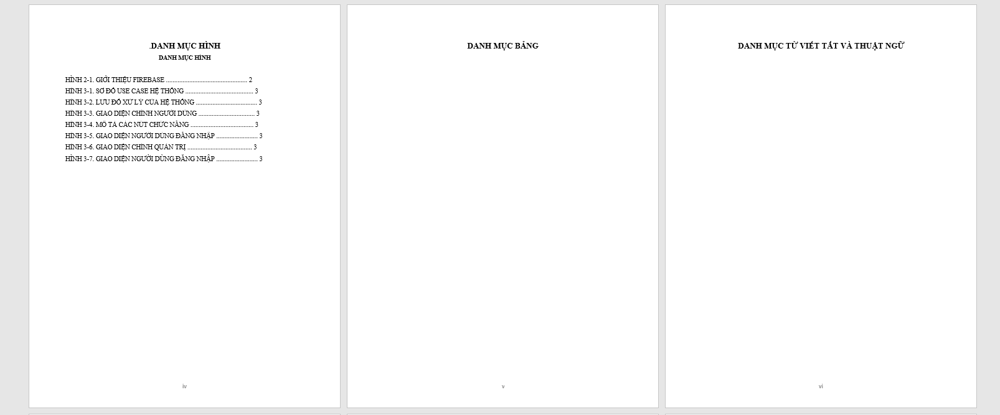 .DANH MỤC HÌNH
DANH MỤC HÌNH
HÌNH 2-1. GIỚI THIỆU FIREBASE ................................................. 2
HÌNH 3-1. SƠ ĐỒ USE CASE HỆ THỐNG ......................................... 3
HÌNH 3-2. LƯU ĐỒ XỬ LÝ CỦA HỆ THỐNG ..................................... 3
HÌNH 3-3. GIAO DIỆN CHÍNH NGƯỜI DÙNG .................................. 3
HÌNH 3-4. MÔ TẢ CÁC NÚT CHỨC NĂNG ...................................... 3
HÌNH 3-5. GIAO DIỆN NGƯỜI DÙNG ĐĂNG NHẬP ......................... 3
HÌNH 3-6. GIAO DIỆN CHÍNH QUẢN TRỊ ....................................... 3
HÌNH 3-7. GIAO DIỆN NGƯỜI DÙNG ĐĂNG NHẬP ......................... 3
iv
DANH MỤC BẢNG
v
DANH MỤC TỪ VIẾT TẮT VÀ THUẬT NGỮ
vi